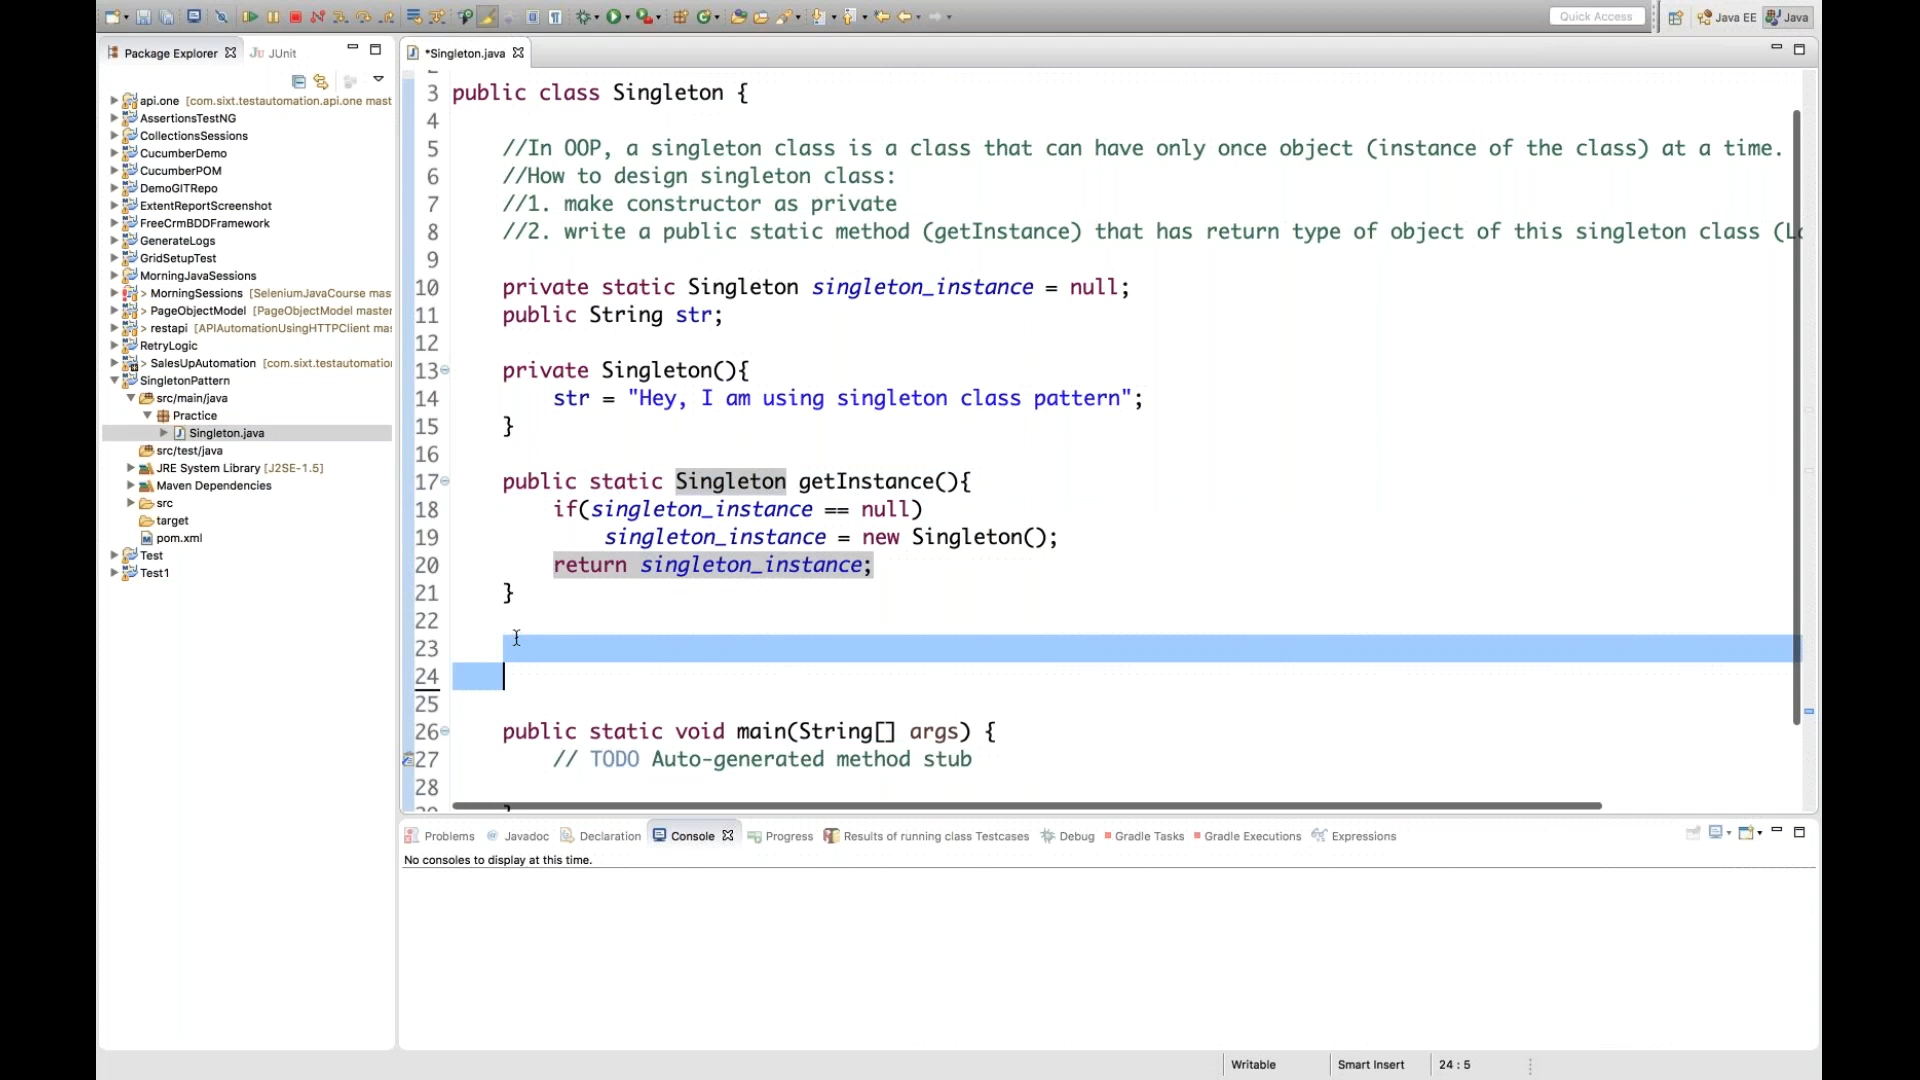 Quick Access
Java EE
Java
Package Explorer
JUnit
*Singleton.java
api.one [com.sixt.testautomation.api.one mast
AssertionsTestNG
CollectionsSessions
CucumberDemo
CucumberPOM
DemoGITRepo
ExtentReportScreenshot
FreeCrmBDDFramework
GenerateLogs
GridSetupTest
MorningJavaSessions
> MorningSessions [SeleniumJavaCourse mas
> PageObjectModel [PageObjectModel master
> restapi [APIAutomationUsingHTTPClient mas
RetryLogic
> SalesUpAutomation [com.sixt.testautomatio
SingletonPattern
src/main/java
Practice
Singleton.java
src/test/java
JRE System Library [J2SE-1.5]
Maven Dependencies
src
target
pom.xml
Test
Test1
3 public class Singleton {
4
5 //In OOP, a singleton class is a class that can have only once object (instance of the class) at a time.
6 //How to design singleton class:
7 //1. make constructor as private
8 //2. write a public static method (getInstance) that has return type of object of this singleton class (L
9
10 private static Singleton singleton_instance = null;
11 public String str;
12
13 private Singleton(){
14 str = "Hey, I am using singleton class pattern";
15 }
16
17 public static Singleton getInstance(){
18 if(singleton_instance == null)
19 singleton_instance = new Singleton();
20 return singleton_instance;
21 }
22
23
24
25
26 public static void main(String[] args) {
27 // TODO Auto-generated method stub
28
Problems
Javadoc
Declaration
Console
Progress
Results of running class Testcases
Debug
Gradle Tasks
Gradle Executions
Expressions
No consoles to display at this time.
Writable
Smart Insert
24 : 5